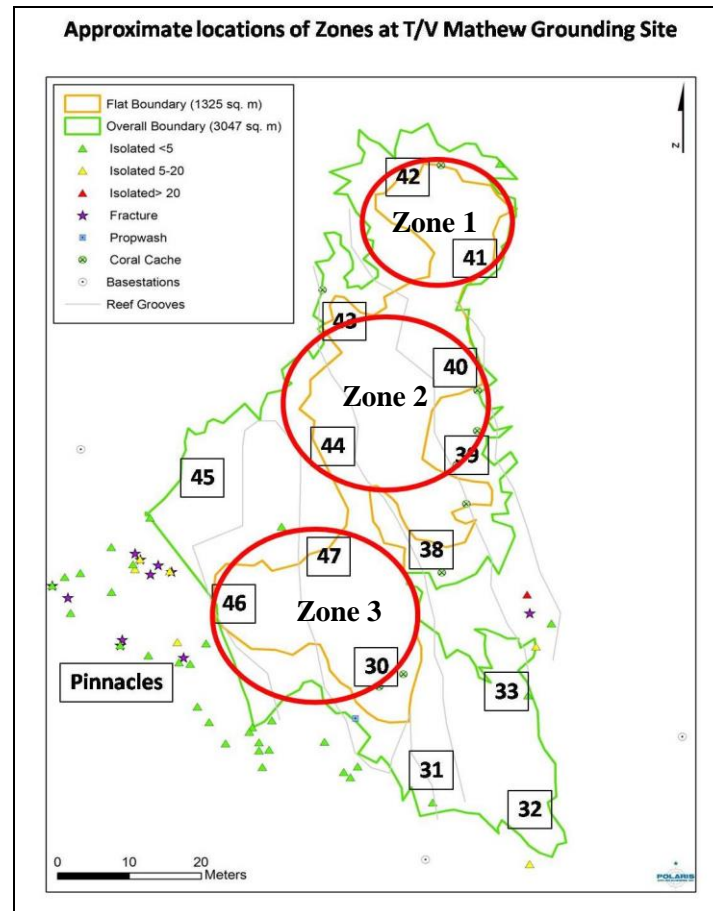 Approximate locations of Zones at T/V Mathew Grounding Site
Flat Boundary (1325 sq. m)
Overall Boundary (3047 sq. m)
Isolated <5
Isolated 5-20
Isolated> 20
Fracture
Propwash
Coral Cache
Basestations
Reef Grooves
z
42
Zone 1
41
43
40
Zone 2
44
39
45
38
47
46
Zone 3
30
Pinnacles
33
31
32
0 10 20
Meters
POLARIS